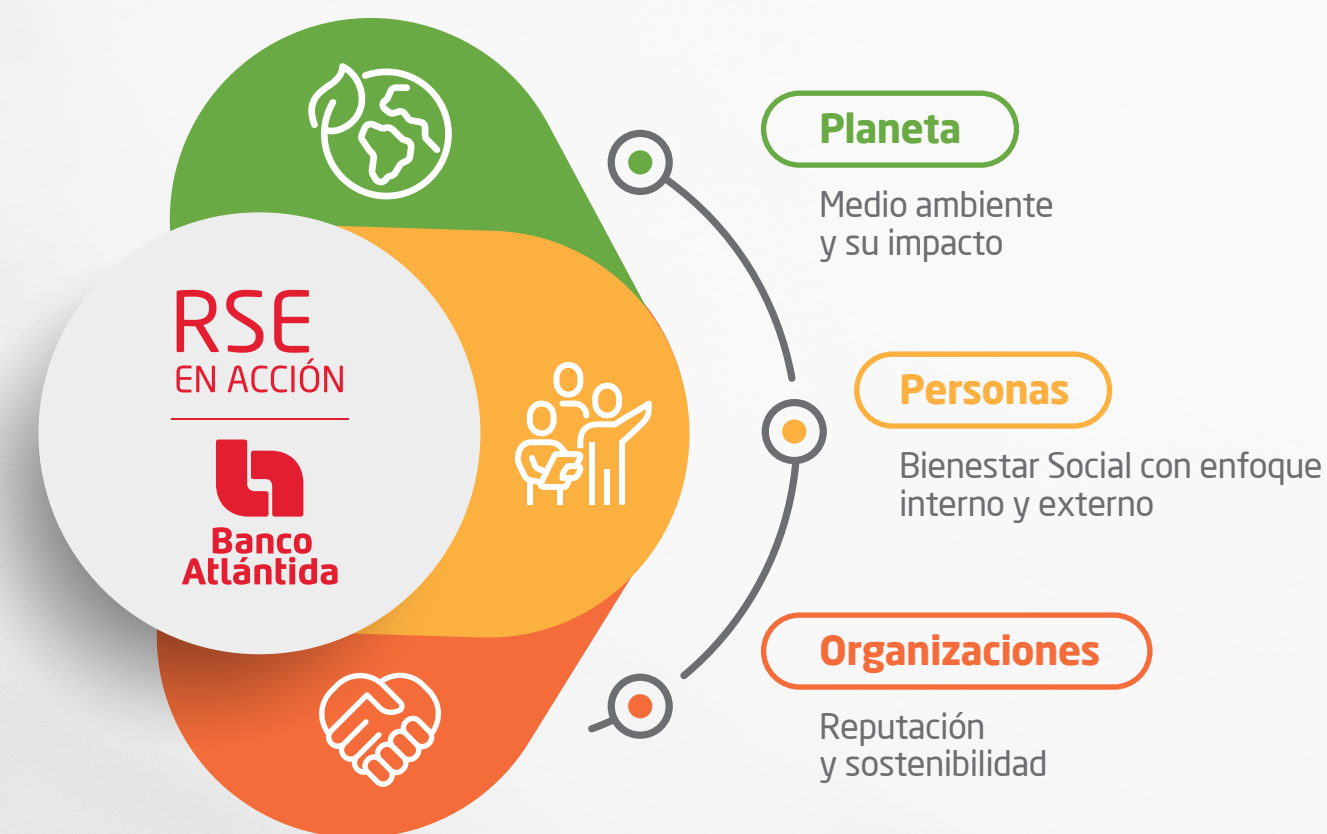 RSE
EN ACCIÓN
Banco
Atlántida
Planeta
Medio ambiente
y su impacto
Personas
Bienestar Social con enfoque
interno y externo
Organizaciones
Reputación
y sostenibilidad